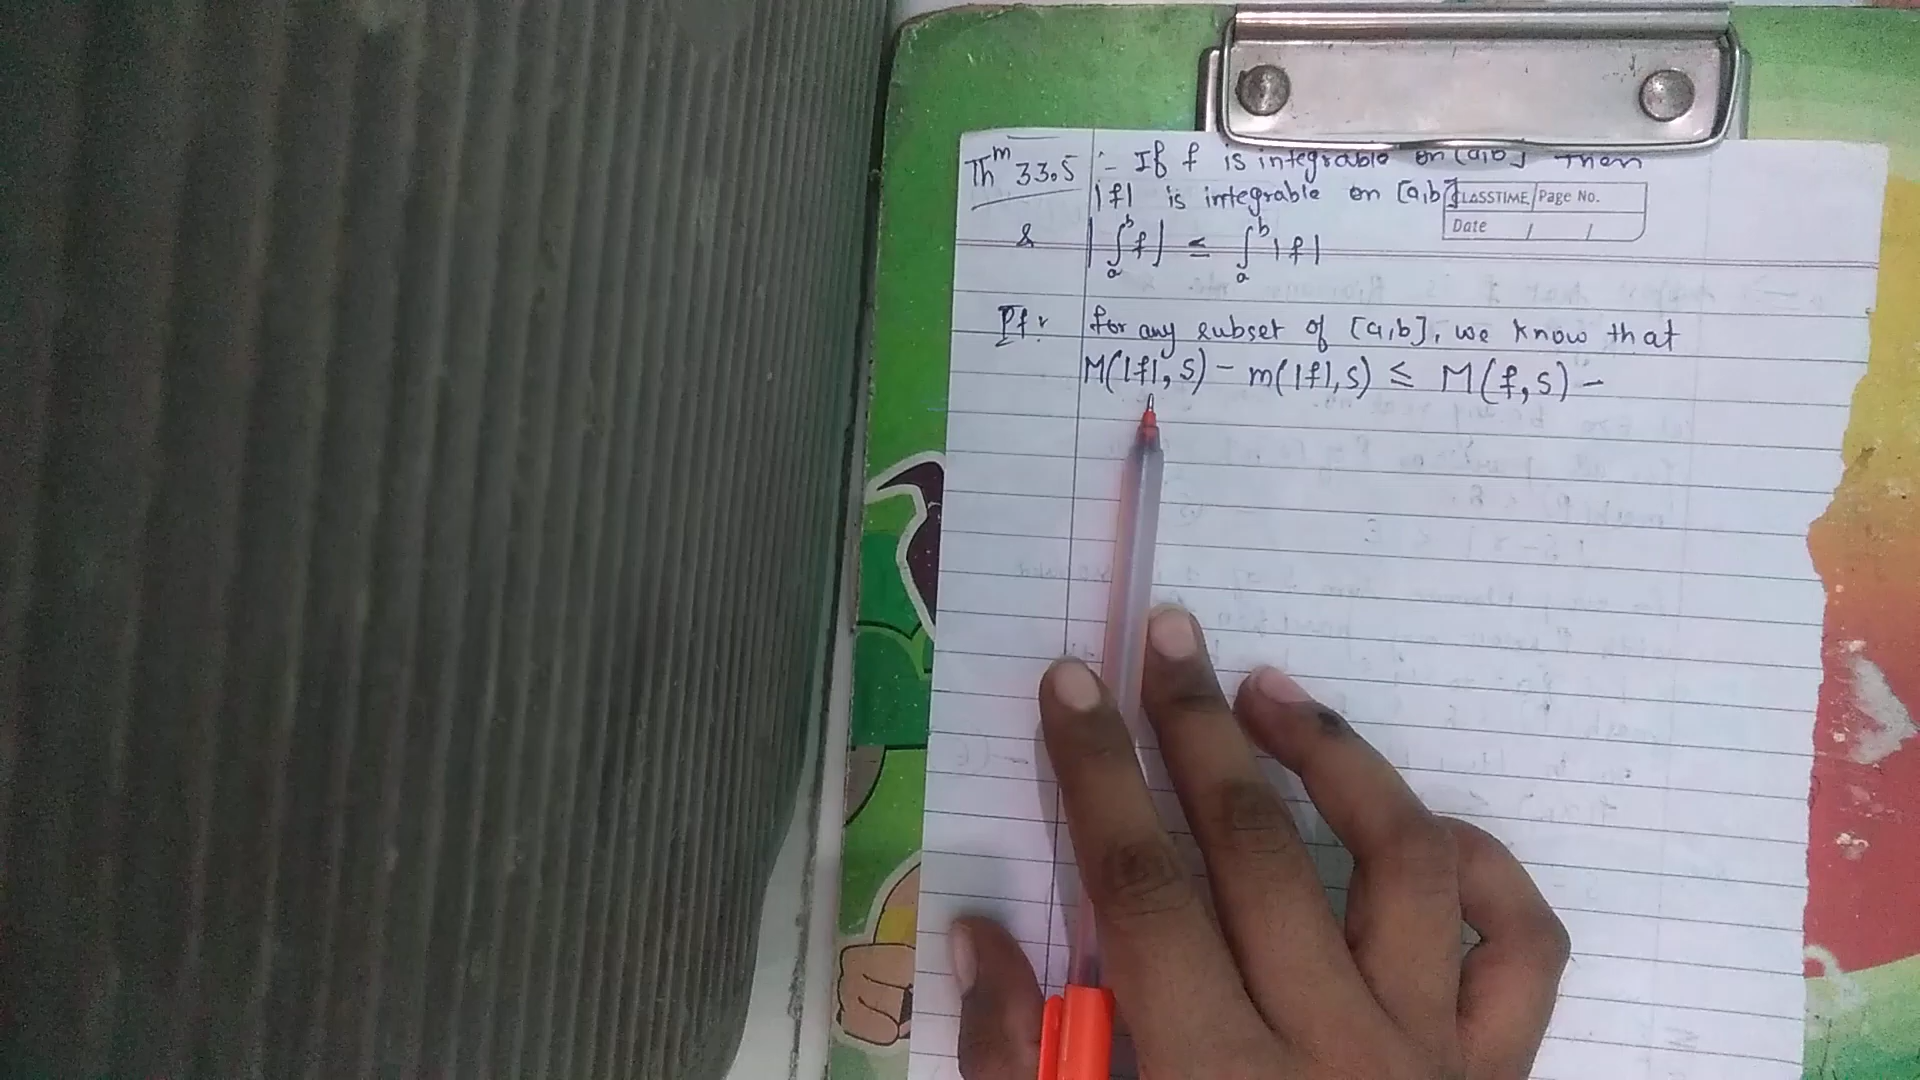 Thm 33.5 :- If f is integrable on [a,b] then
|f| is integrable on [a,b]
CLASSTIME Page No.
Date / /
& |∫ₐᵇ f| ≤ ∫ₐᵇ |f|
Pf: for any subset of [a,b], we know that
M(|f|, S) - m(|f|, S) ≤ M(f, S) -